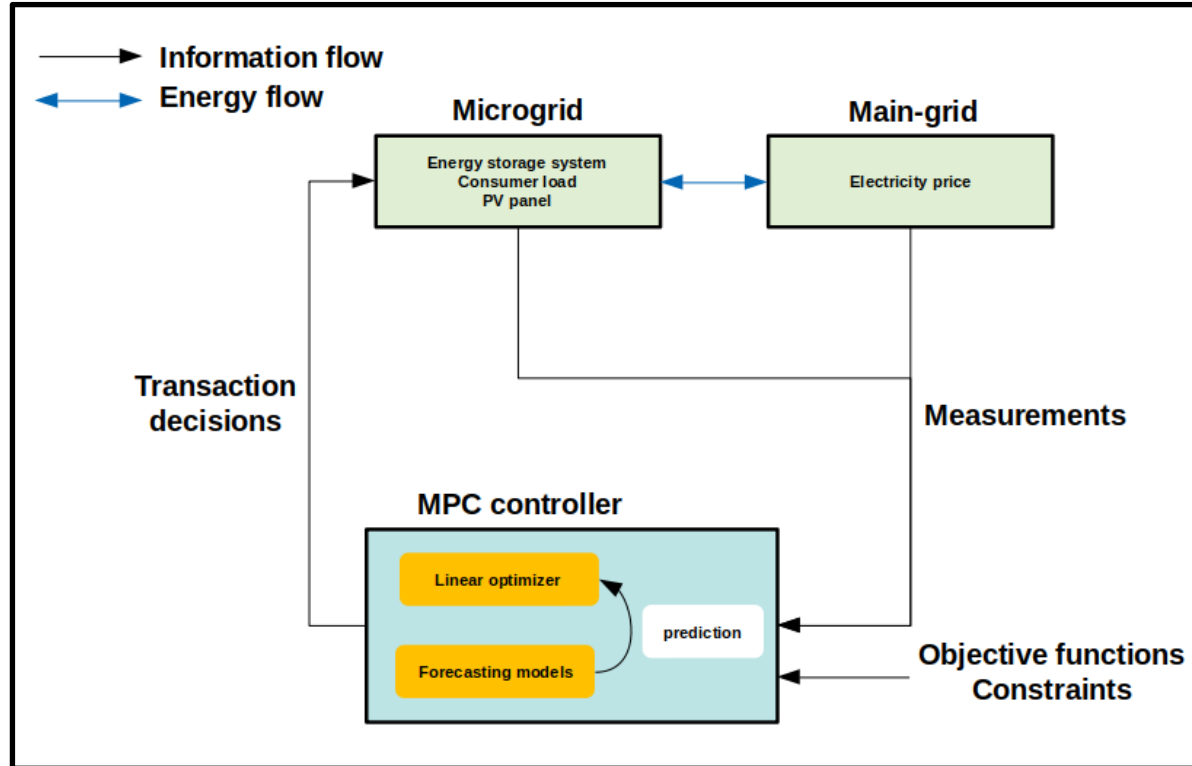 Information flow
Energy flow
Microgrid
Main-grid
Energy storage system
Consumer load
PV panel
Electricity price
Transaction
decisions
Measurements
MPC controller
Linear optimizer
prediction
Forecasting models
Objective functions
Constraints